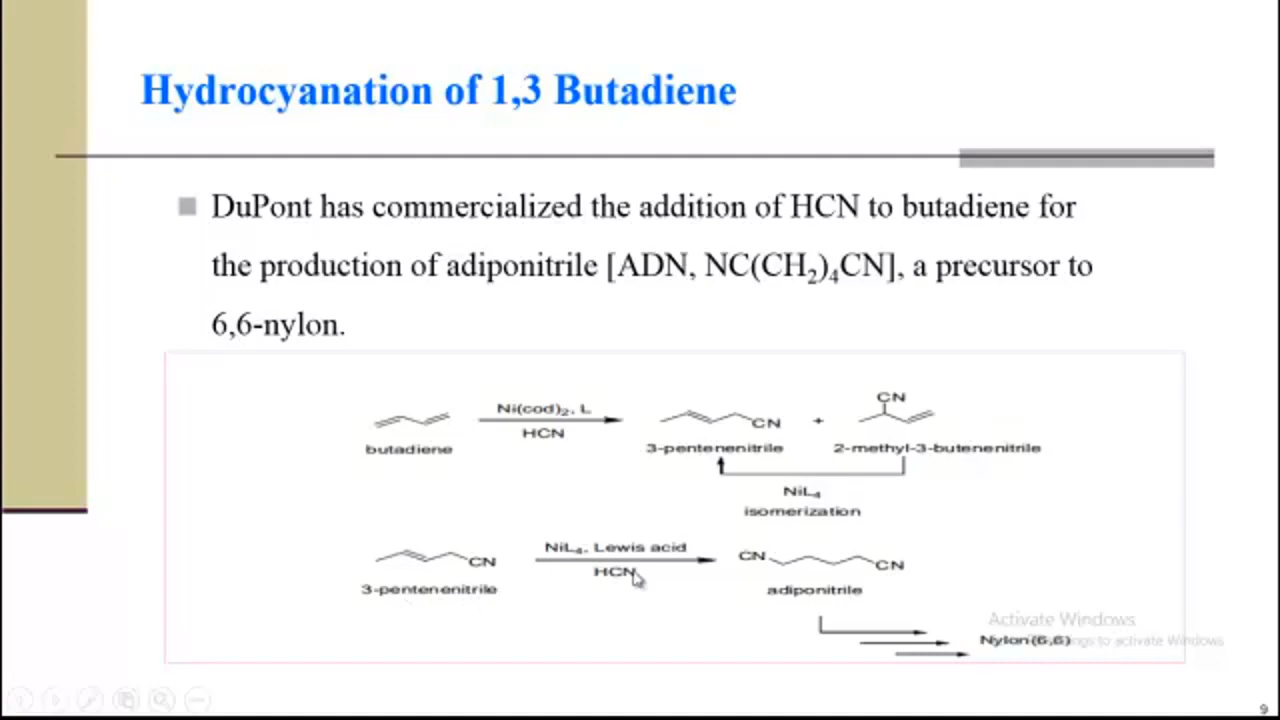 Hydrocyanation of 1,3 Butadiene
DuPont has commercialized the addition of HCN to butadiene for
the production of adiponitrile [ADN, NC(CH₂)₄CN], a precursor to
6,6-nylon.
CN
Ni(cod)₂, L
HCN
CN
+
butadiene
3-pentenenitrile
2-methyl-3-butenenitrile
NiL₄
isomerization
NiL₄, Lewis acid
CN
HCN
CN
CN
3-pentenenitrile
adiponitrile
Activate Windows
Nylon(6,6)
to activate Windows
9